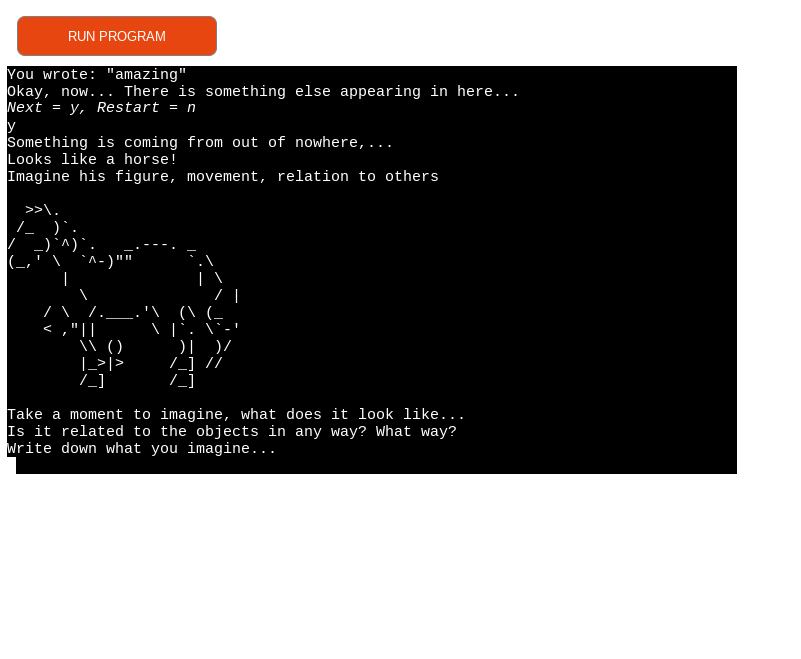 RUN PROGRAM
You wrote: "amazing"
Okay, now... There is something else appearing in here...
Next = y, Restart = n
y
Something is coming from out of nowhere,...
Looks like a horse!
Imagine his figure, movement, relation to others
  >>\.
 /_  )`.
/  _)`^)`.   _.---. _
(_,' \  `^-)""      `.\
      |              | \
        \              / |
    / \  /.___.'\  (\ (_
    < ,"||      \ |`. \`-'
        \\ ()      )|  )/
        |_>|>     /_] //
        /_]       /_]
Take a moment to imagine, what does it look like...
Is it related to the objects in any way? What way?
Write down what you imagine...